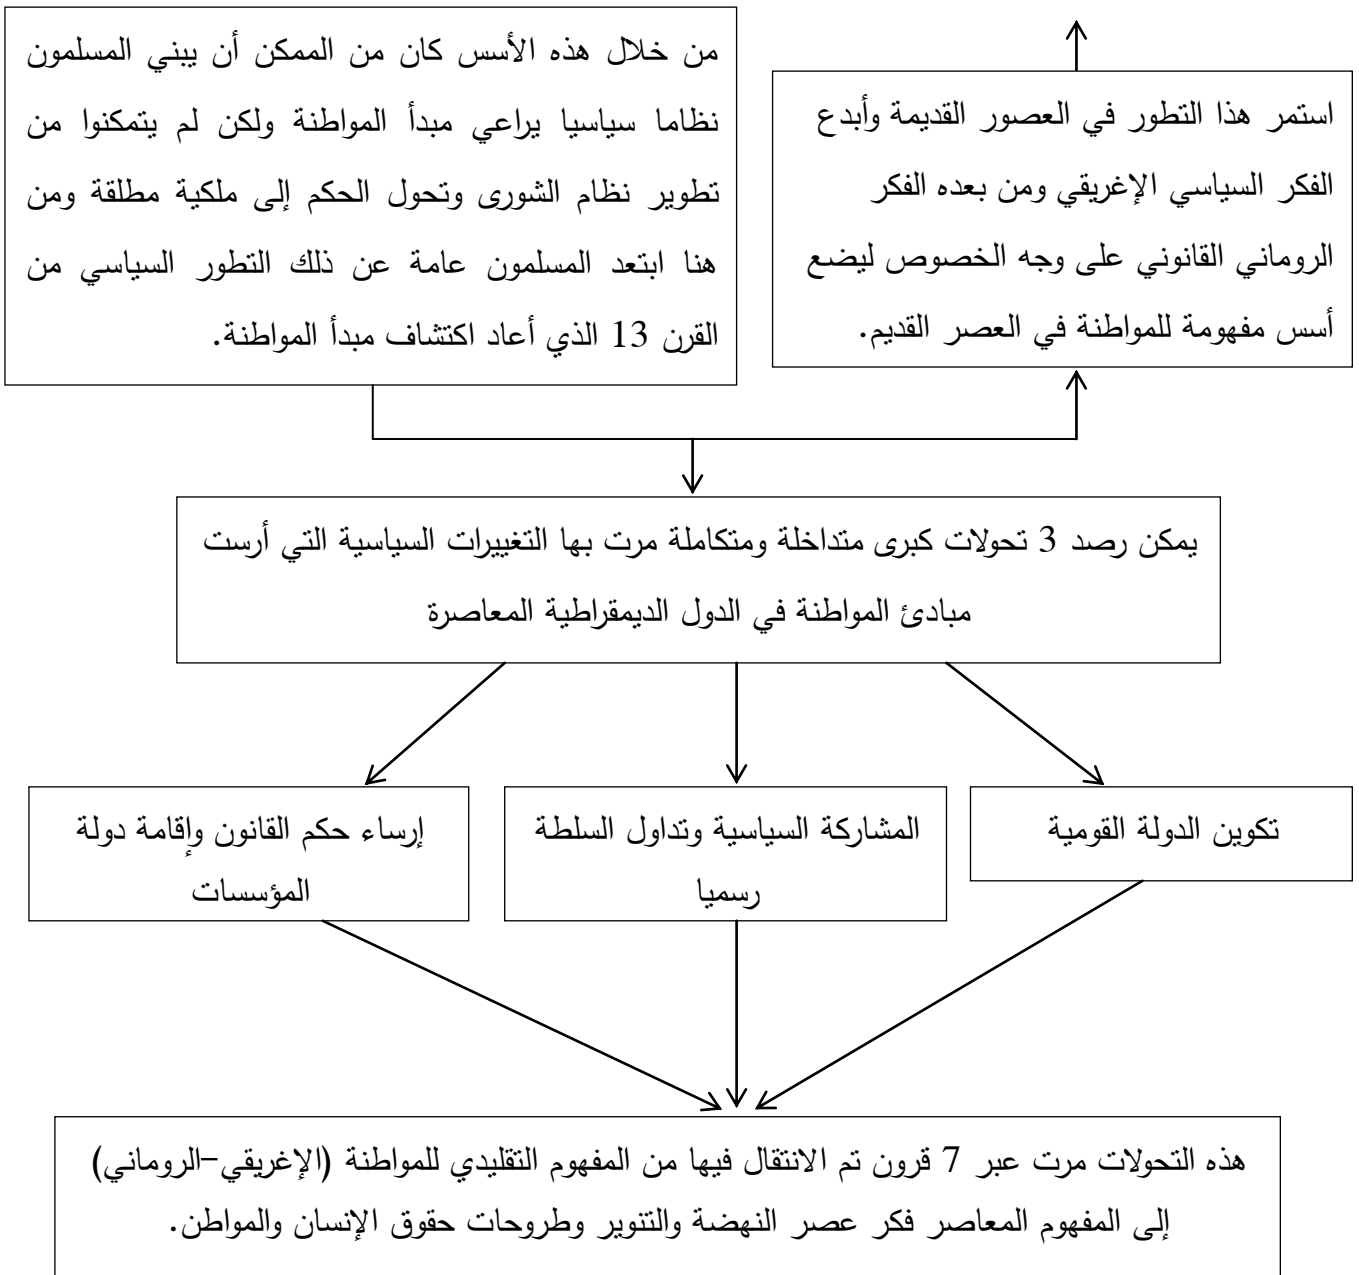 استمر هذا التطور في العصور القديمة وأبدع
الفكر السياسي الإغريقي ومن بعده الفكر
الروماني القانوني على وجه الخصوص ليضع
أسس مفهومة للمواطنة في العصر القديم.
من خلال هذه الأسس كان من الممكن أن يبني المسلمون
نظاما سياسيا يراعي مبدأ المواطنة ولكن لم يتمكنوا من
تطوير نظام الشورى وتحول الحكم إلى ملكية مطلقة ومن
هنا ابتعد المسلمون عامة عن ذلك التطور السياسي من
القرن 13 الذي أعاد اكتشاف مبدأ المواطنة.
يمكن رصد 3 تحولات كبرى متداخلة ومتكاملة مرت بها التغييرات السياسية التي أرست
مبادئ المواطنة في الدول الديمقراطية المعاصرة
تكوين الدولة القومية
المشاركة السياسية وتداول السلطة
رسميا
إرساء حكم القانون وإقامة دولة
المؤسسات
هذه التحولات مرت عبر 7 قرون تم الانتقال فيها من المفهوم التقليدي للمواطنة (الإغريقي-الروماني)
إلى المفهوم المعاصر فكر عصر النهضة والتنوير وطروحات حقوق الإنسان والمواطن.